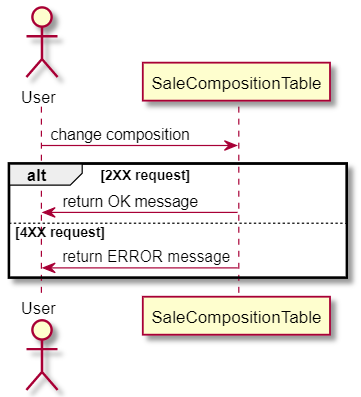 User
SaleCompositionTable
change composition
alt [2XX request]
return OK message
[4XX request]
return ERROR message
User
SaleCompositionTable